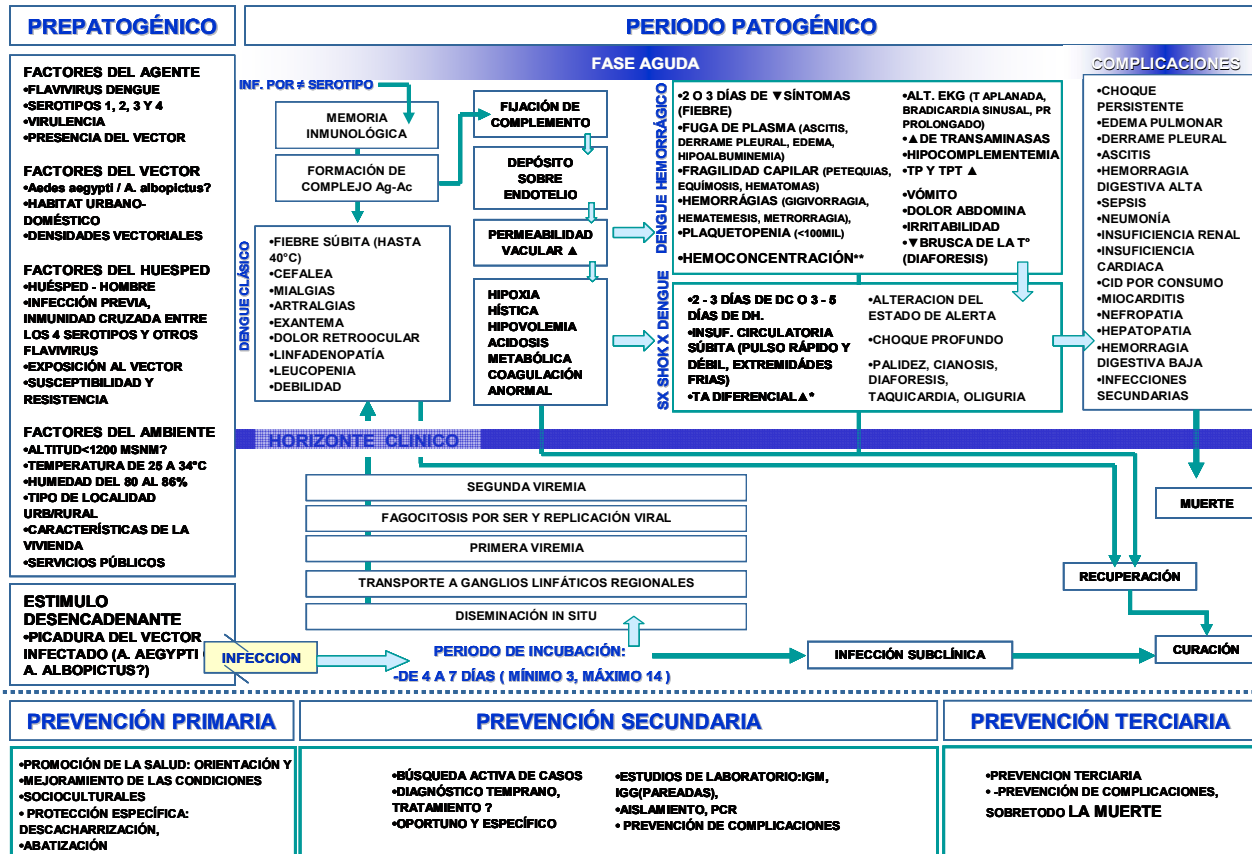 PREPATOGÉNICO
PERIODO PATOGÉNICO
FACTORES DEL AGENTE
•FLAVIVIRUS DENGUE
•SEROTIPOS 1, 2, 3 Y 4
•VIRULENCIA
•PRESENCIA DEL VECTOR
FACTORES DEL VECTOR
•Aedes aegypti / A. albopictus?
•HABITAT URBANO-
DOMÉSTICO
•DENSIDADES VECTORIALES
FACTORES DEL HUESPED
•HUÉSPED - HOMBRE
•INFECCIÓN PREVIA,
INMUNIDAD CRUZADA ENTRE
LOS 4 SEROTIPOS Y OTROS
FLAVIVIRUS
•EXPOSICIÓN AL VECTOR
•SUSCEPTIBILIDAD Y
RESISTENCIA
FACTORES DEL AMBIENTE
•ALTITUD<1200 MSNM?
•TEMPERATURA DE 25 A 34°C
•HUMEDAD DEL 80 AL 86%
•TIPO DE LOCALIDAD
URB/RURAL
•CARACTERÍSTICAS DE LA
VIVIENDA
•SERVICIOS PÚBLICOS
ESTIMULO
DESENCADENANTE
•PICADURA DEL VECTOR
INFECTADO (A. AEGYPTI
A. ALBOPICTUS?)
FASE AGUDA
COMPLICACIONES
INF. POR ≠ SEROTIPO
MEMORIA
INMUNOLÓGICA
FORMACIÓN DE
COMPLEJO Ag-Ac
DENGUE CLÁSICO
•FIEBRE SÚBITA (HASTA
40°C)
•CEFALEA
•MIALGIAS
•ARTRALGIAS
•EXANTEMA
•DOLOR RETROOCULAR
•LINFADENOPATÍA
•LEUCOPENIA
•DEBILIDAD
FIJACIÓN DE
COMPLEMENTO
DEPÓSITO
SOBRE
ENDOTELIO
PERMEABILIDAD
VACULAR ▲
HIPOXIA
HÍSTICA
HIPOVOLEMIA
ACIDOSIS
METABÓLICA
COAGULACIÓN
ANORMAL
DENGUE HEMORRÁGICO
•2 O 3 DÍAS DE ▼SÍNTOMAS
(FIEBRE)
•FUGA DE PLASMA (ASCITIS,
DERRAME PLEURAL, EDEMA,
HIPOALBUMINEMIA)
•FRAGILIDAD CAPILAR (PETEQUIAS,
EQUÍMOSIS, HEMATOMAS)
•HEMORRÁGIAS (GIGIVORRAGIA,
HEMATEMESIS, METRORRAGIA),
•PLAQUETOPENIA (<100MIL)
•HEMOCONCENTRACIÓN**
•ALT. EKG (T APLANADA,
BRADICARDIA SINUSAL, PR
PROLONGADO)
•▲DE TRANSAMINASAS
•HIPOCOMPLEMENTEMIA
•TP Y TPT ▲
•VÓMITO
•DOLOR ABDOMINA
•IRRITABILIDAD
•▼BRUSCA DE LA T°
(DIAFORESIS)
SX SHOK X DENGUE
•2 - 3 DÍAS DE DC O 3 - 5
DÍAS DE DH.
•INSUF. CIRCULATORIA
SÚBITA (PULSO RÁPIDO Y
DÉBIL, EXTREMIDÁDES
FRIAS)
•TA DIFERENCIAL▲*
•ALTERACION DEL
ESTADO DE ALERTA
•CHOQUE PROFUNDO
•PALIDEZ, CIANOSIS,
DIAFORESIS,
TAQUICARDIA, OLIGURIA
•CHOQUE
PERSISTENTE
•EDEMA PULMONAR
•DERRAME PLEURAL
•ASCITIS
•HEMORRAGIA
DIGESTIVA ALTA
•SEPSIS
•NEUMONÍA
•INSUFICIENCIA RENAL
•INSUFICIENCIA
CARDIACA
•CID POR CONSUMO
•MIOCARDITIS
•NEFROPATIA
•HEPATOPATIA
•HEMORRAGIA
DIGESTIVA BAJA
•INFECCIONES
SECUNDARIAS
HORIZONTE CLINICO
SEGUNDA VIREMIA
FAGOCITOSIS POR SER Y REPLICACIÓN VIRAL
PRIMERA VIREMIA
TRANSPORTE A GANGLIOS LINFÁTICOS REGIONALES
DISEMINACIÓN IN SITU
MUERTE
RECUPERACIÓN
INFECCION
PERIODO DE INCUBACIÓN:
-DE 4 A 7 DÍAS ( MÍNIMO 3, MÁXIMO 14 )
INFECCIÓN SUBCLÍNICA
CURACIÓN
PREVENCIÓN PRIMARIA
PREVENCIÓN SECUNDARIA
PREVENCIÓN TERCIARIA
•PROMOCIÓN DE LA SALUD: ORIENTACIÓN Y
•MEJORAMIENTO DE LAS CONDICIONES
•SOCIOCULTURALES
• PROTECCIÓN ESPECÍFICA:
DESCACHARRIZACIÓN,
•ABATIZACIÓN
•BÚSQUEDA ACTIVA DE CASOS
•DIAGNÓSTICO TEMPRANO,
TRATAMIENTO ?
•OPORTUNO Y ESPECÍFICO
•ESTUDIOS DE LABORATORIO:IGM,
IGG(PAREADAS),
•AISLAMIENTO, PCR
• PREVENCIÓN DE COMPLICACIONES
•PREVENCION TERCIARIA
• -PREVENCIÓN DE COMPLICACIONES,
SOBRETODO LA MUERTE